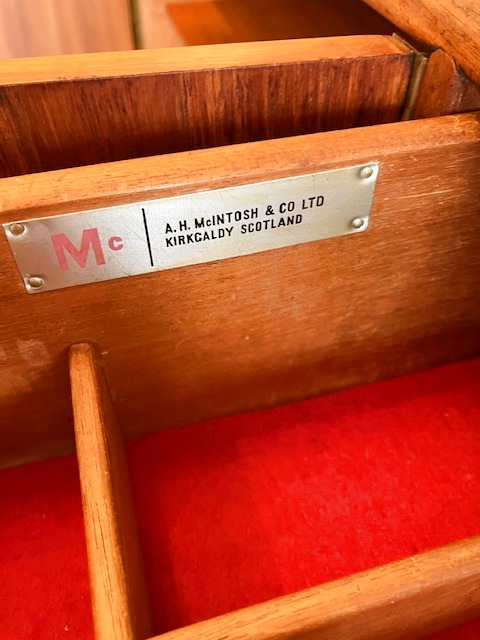 Mc
A. H. McINTOSH & CO LTD
KIRKCALDY SCOTLAND